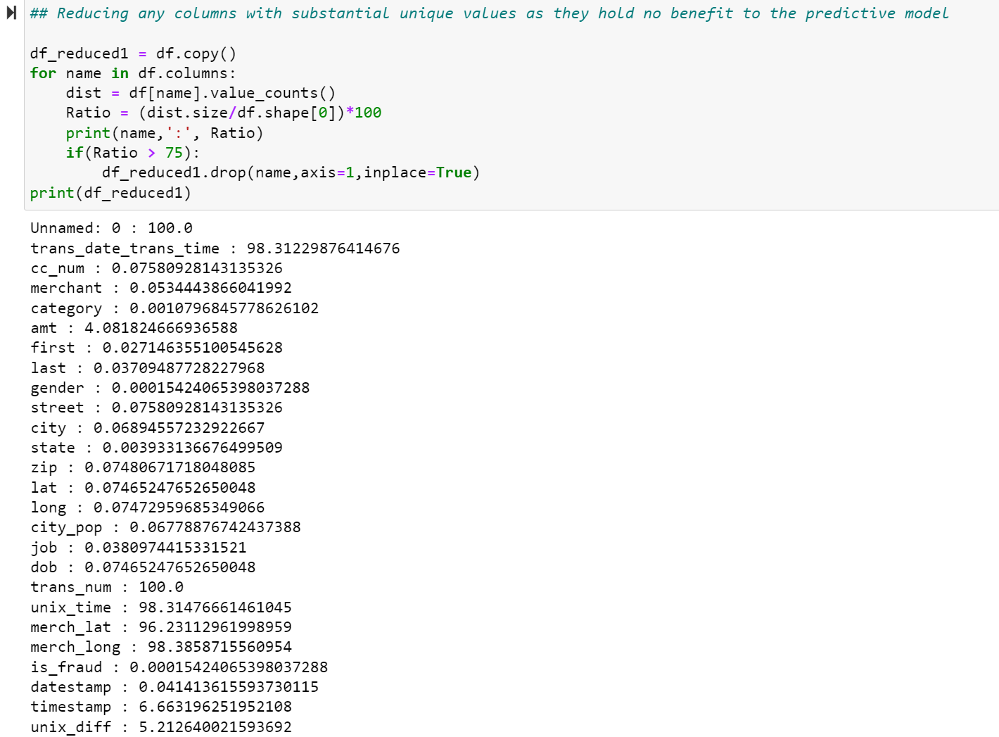 ## Reducing any columns with substantial unique values as they hold no benefit to the predictive model
df_reduced1 = df.copy()
for name in df.columns:
    dist = df[name].value_counts()
    Ratio = (dist.size/df.shape[0])*100
    print(name,':', Ratio)
    if(Ratio > 75):
        df_reduced1.drop(name,axis=1,inplace=True)
print(df_reduced1)
Unnamed: 0 : 100.0
trans_date_trans_time : 98.31229876414676
cc_num : 0.07580928143135326
merchant : 0.0534443866041992
category : 0.0010796845778626102
amt : 4.081824666936588
first : 0.027146355100545628
last : 0.03709487728227968
gender : 0.00015424065398037288
street : 0.07580928143135326
city : 0.06894557232922667
state : 0.003933136676499509
zip : 0.07480671718048085
lat : 0.07465247652650048
long : 0.07472959685349066
city_pop : 0.06778876742437388
job : 0.0380974415331521
dob : 0.07465247652650048
trans_num : 100.0
unix_time : 98.31476661461045
merch_lat : 96.23112961998959
merch_long : 98.3858715560954
is_fraud : 0.00015424065398037288
datestamp : 0.041413615593730115
timestamp : 6.663196251952108
unix_diff : 5.212640021593692